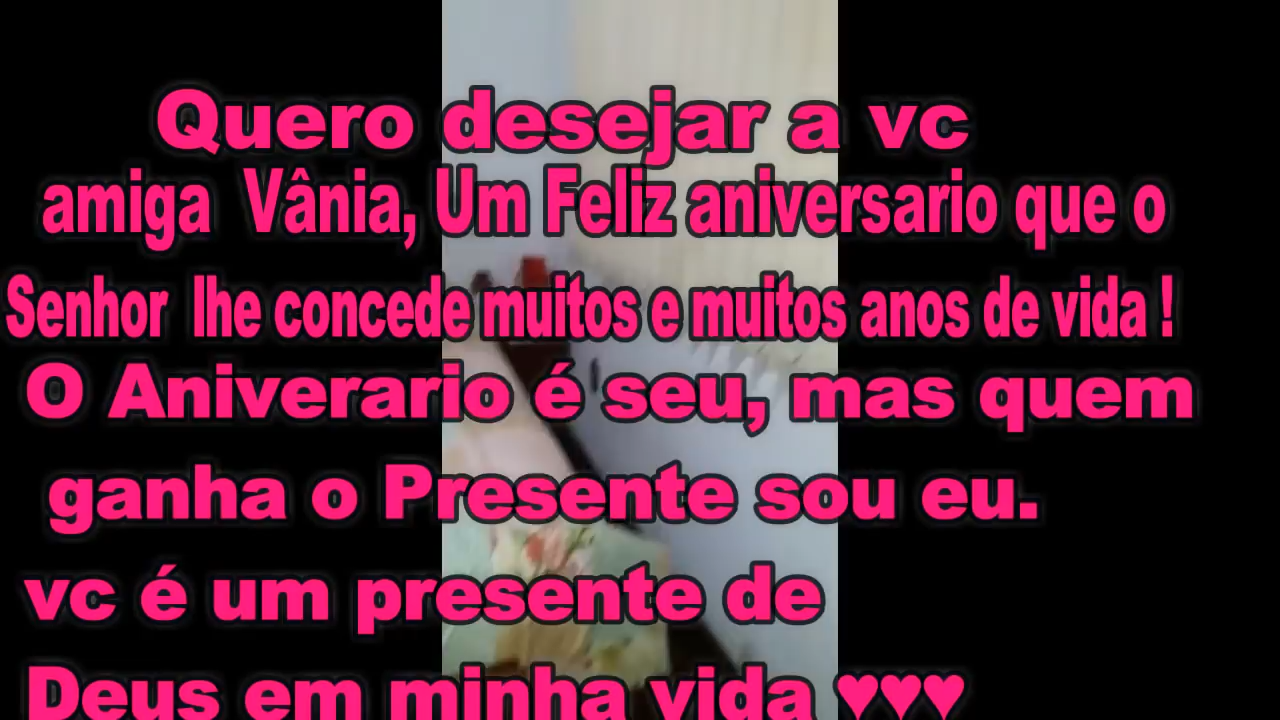 Quero desejar a vc
amiga Vânia, Um Feliz aniversario que o
Senhor lhe concede muitos e muitos anos de vida !
O Aniverario é seu, mas quem
ganha o Presente sou eu.
vc é um presente de
Deus em minha vida ♥♥♥